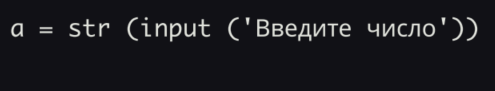 a = str (input ('Введите число'))